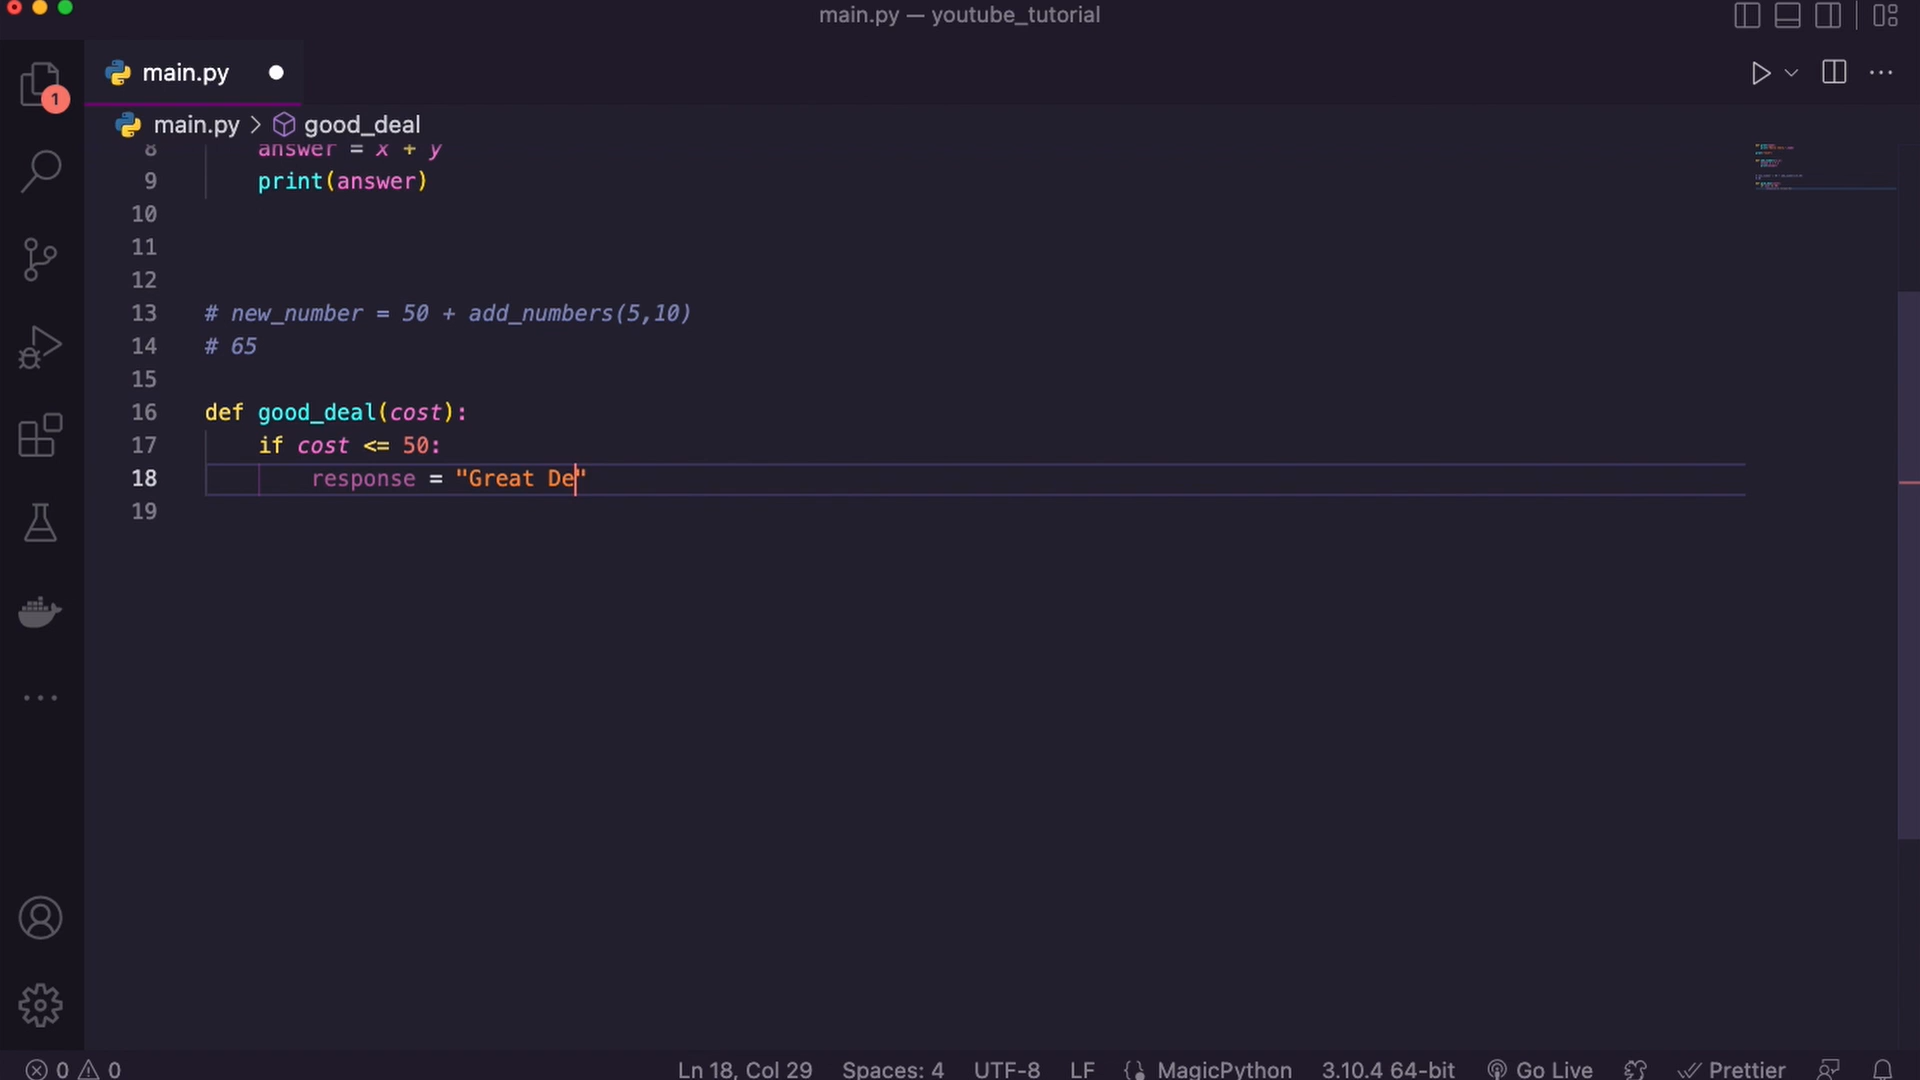 main.py — youtube_tutorial
main.py
1
main.py > good_deal
8 answer = x + y
9 print(answer)
10
11
12
13 # new_number = 50 + add_numbers(5,10)
14 # 65
15
16 def good_deal(cost):
17 if cost <= 50:
18 response = "Great De"
19
0 0 Ln 18, Col 29 Spaces: 4 UTF-8 LF MagicPython 3.10.4 64-bit Go Live Prettier